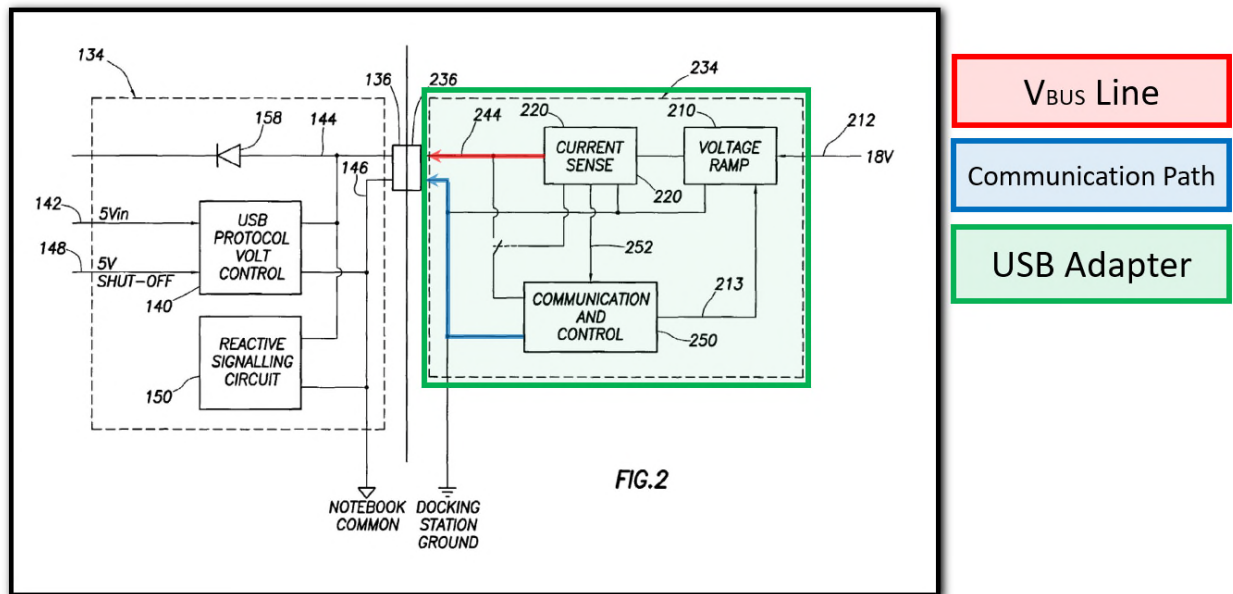 134
136
236
234
158
144
244
220
210
212
CURRENT
SENSE
VOLTAGE
RAMP
18V
146
220
142
5Vin
USB
PROTOCOL
VOLT
CONTROL
148
5V
SHUT-OFF
140
252
213
COMMUNICATION
AND
CONTROL
250
REACTIVE
SIGNALLING
CIRCUIT
150
NOTEBOOK
COMMON
DOCKING
STATION
GROUND
FIG.2
VBUS Line
Communication Path
USB Adapter